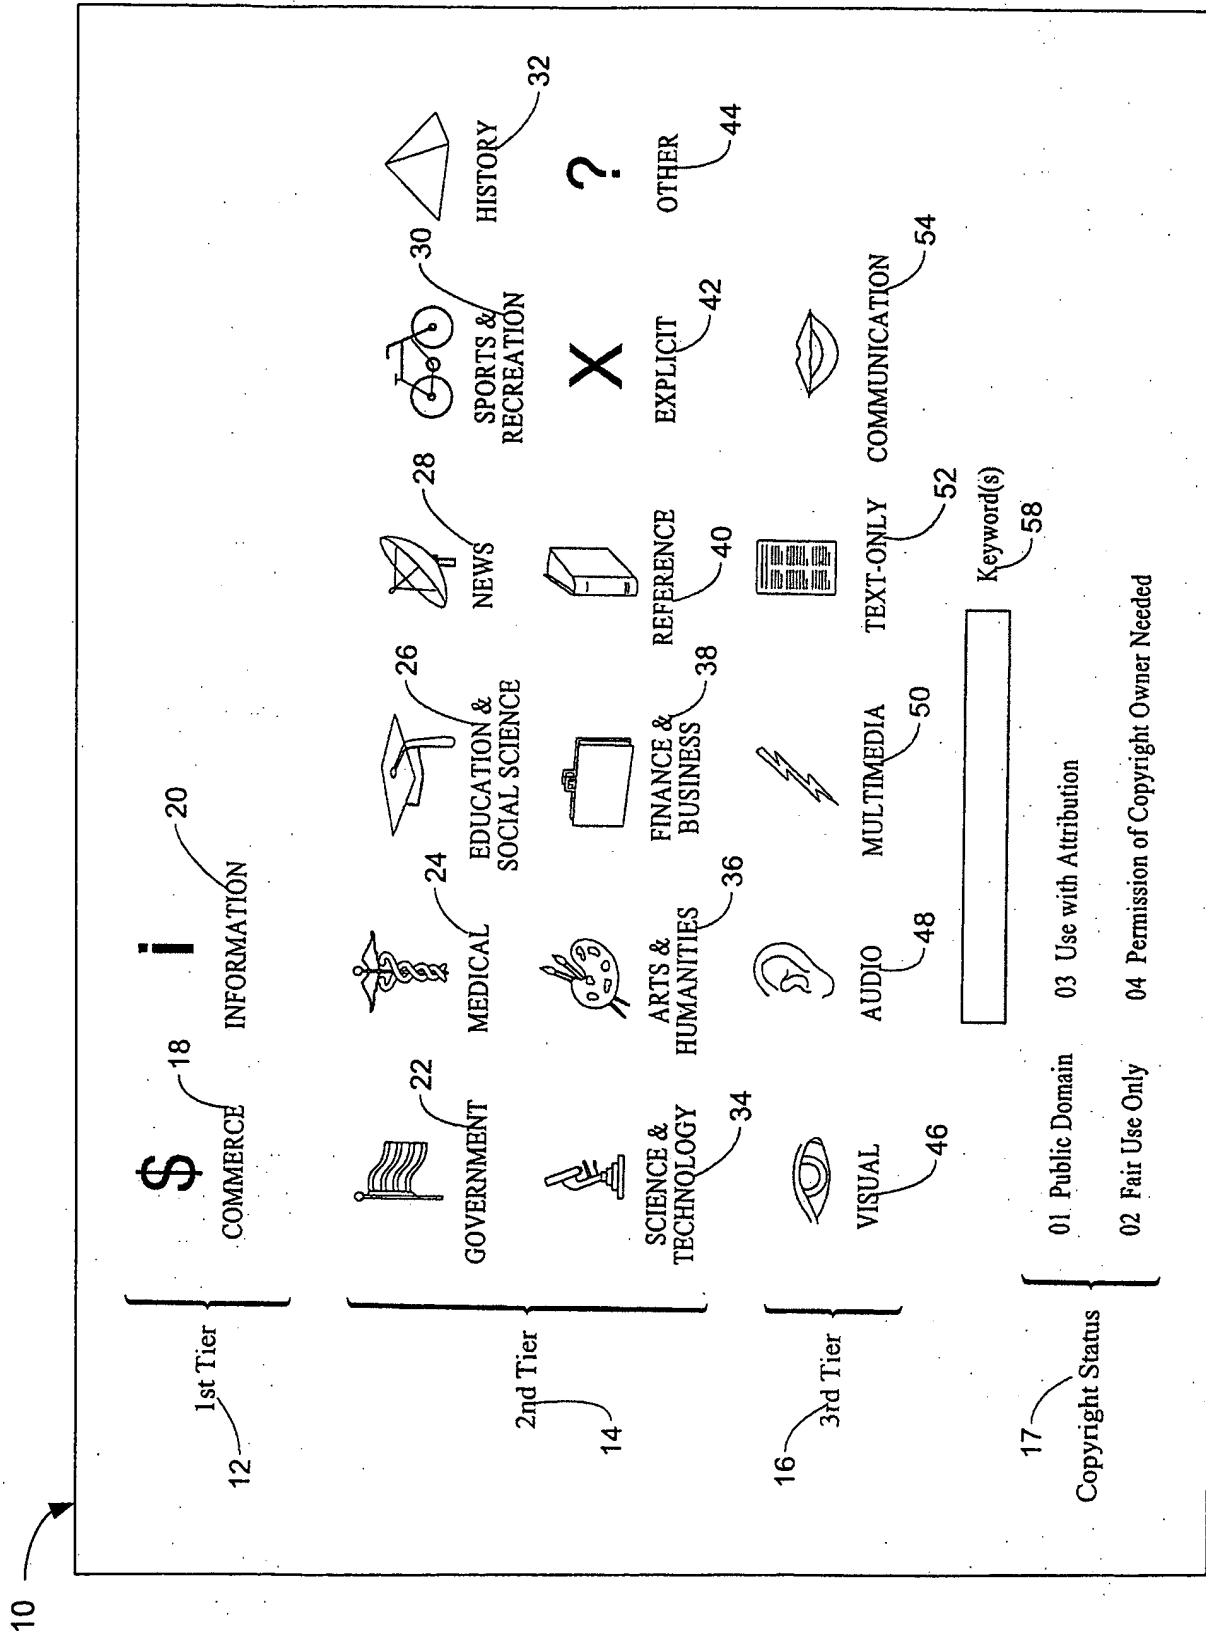 10
1st Tier
12
$
COMMERCE
18
i
INFORMATION
20
2nd Tier
14
GOVERNMENT
22
MEDICAL
24
EDUCATION &
SOCIAL SCIENCE
26
NEWS
28
SPORTS &
RECREATION
30
HISTORY
32
SCIENCE &
TECHNOLOGY
34
ARTS &
HUMANITIES
36
FINANCE &
BUSINESS
38
REFERENCE
40
X
EXPLICIT
42
?
OTHER
44
3rd Tier
16
VISUAL
46
AUDIO
48
MULTIMEDIA
50
TEXT-ONLY
52
COMMUNICATION
54
Keyword(s)
58
17
Copyright Status
01 Public Domain
03 Use with Attribution
02 Fair Use Only
04 Permission of Copyright Owner Needed